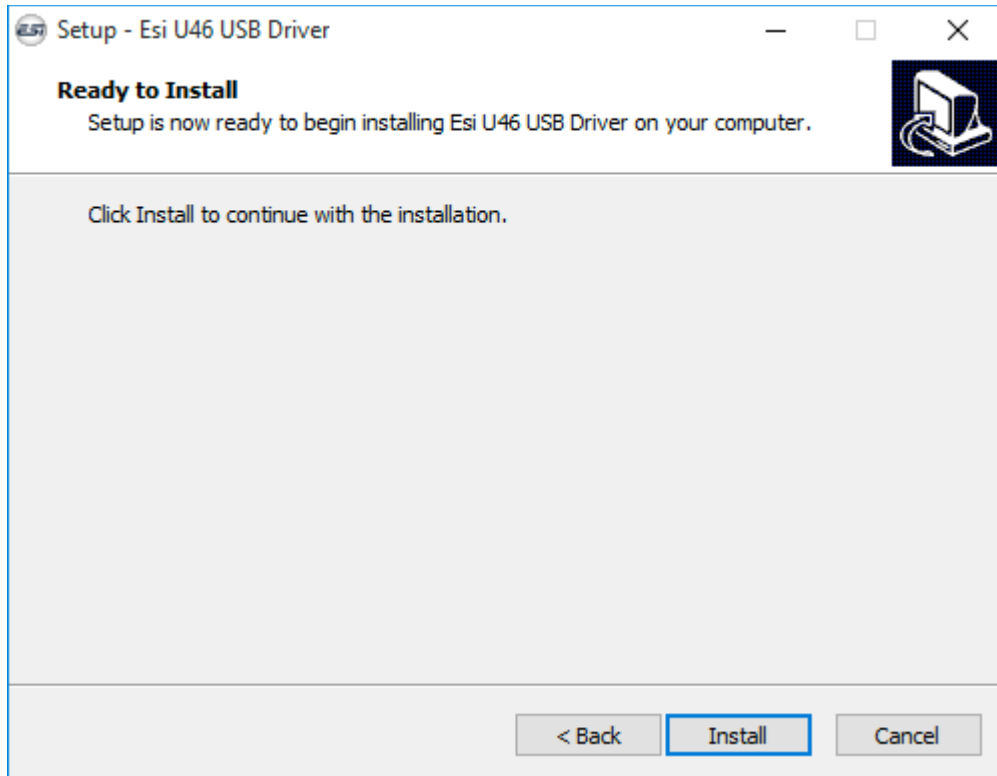 ESI Setup - Esi U46 USB Driver
Ready to Install
Setup is now ready to begin installing Esi U46 USB Driver on your computer.
Click Install to continue with the installation.
< Back Install Cancel